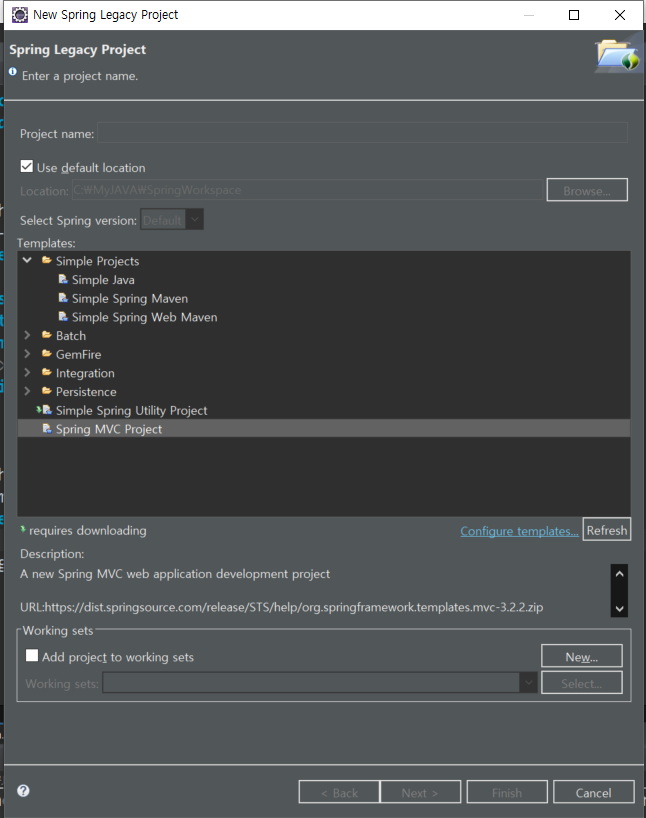 New Spring Legacy Project
Spring Legacy Project
Enter a project name.
Project name:
Use default location
Location: C:₩MyJAVA₩SpringWorkspace
Browse...
Select Spring version: Default
Templates:
Simple Projects
Simple Java
Simple Spring Maven
Simple Spring Web Maven
Batch
GemFire
Integration
Persistence
Simple Spring Utility Project
Spring MVC Project
requires downloading
Configure templates... Refresh
Description:
A new Spring MVC web application development project
URL:https://dist.springsource.com/release/STS/help/org.springframework.templates.mvc-3.2.2.zip
Working sets
Add project to working sets
New...
Working sets:
Select...
< Back Next > Finish Cancel